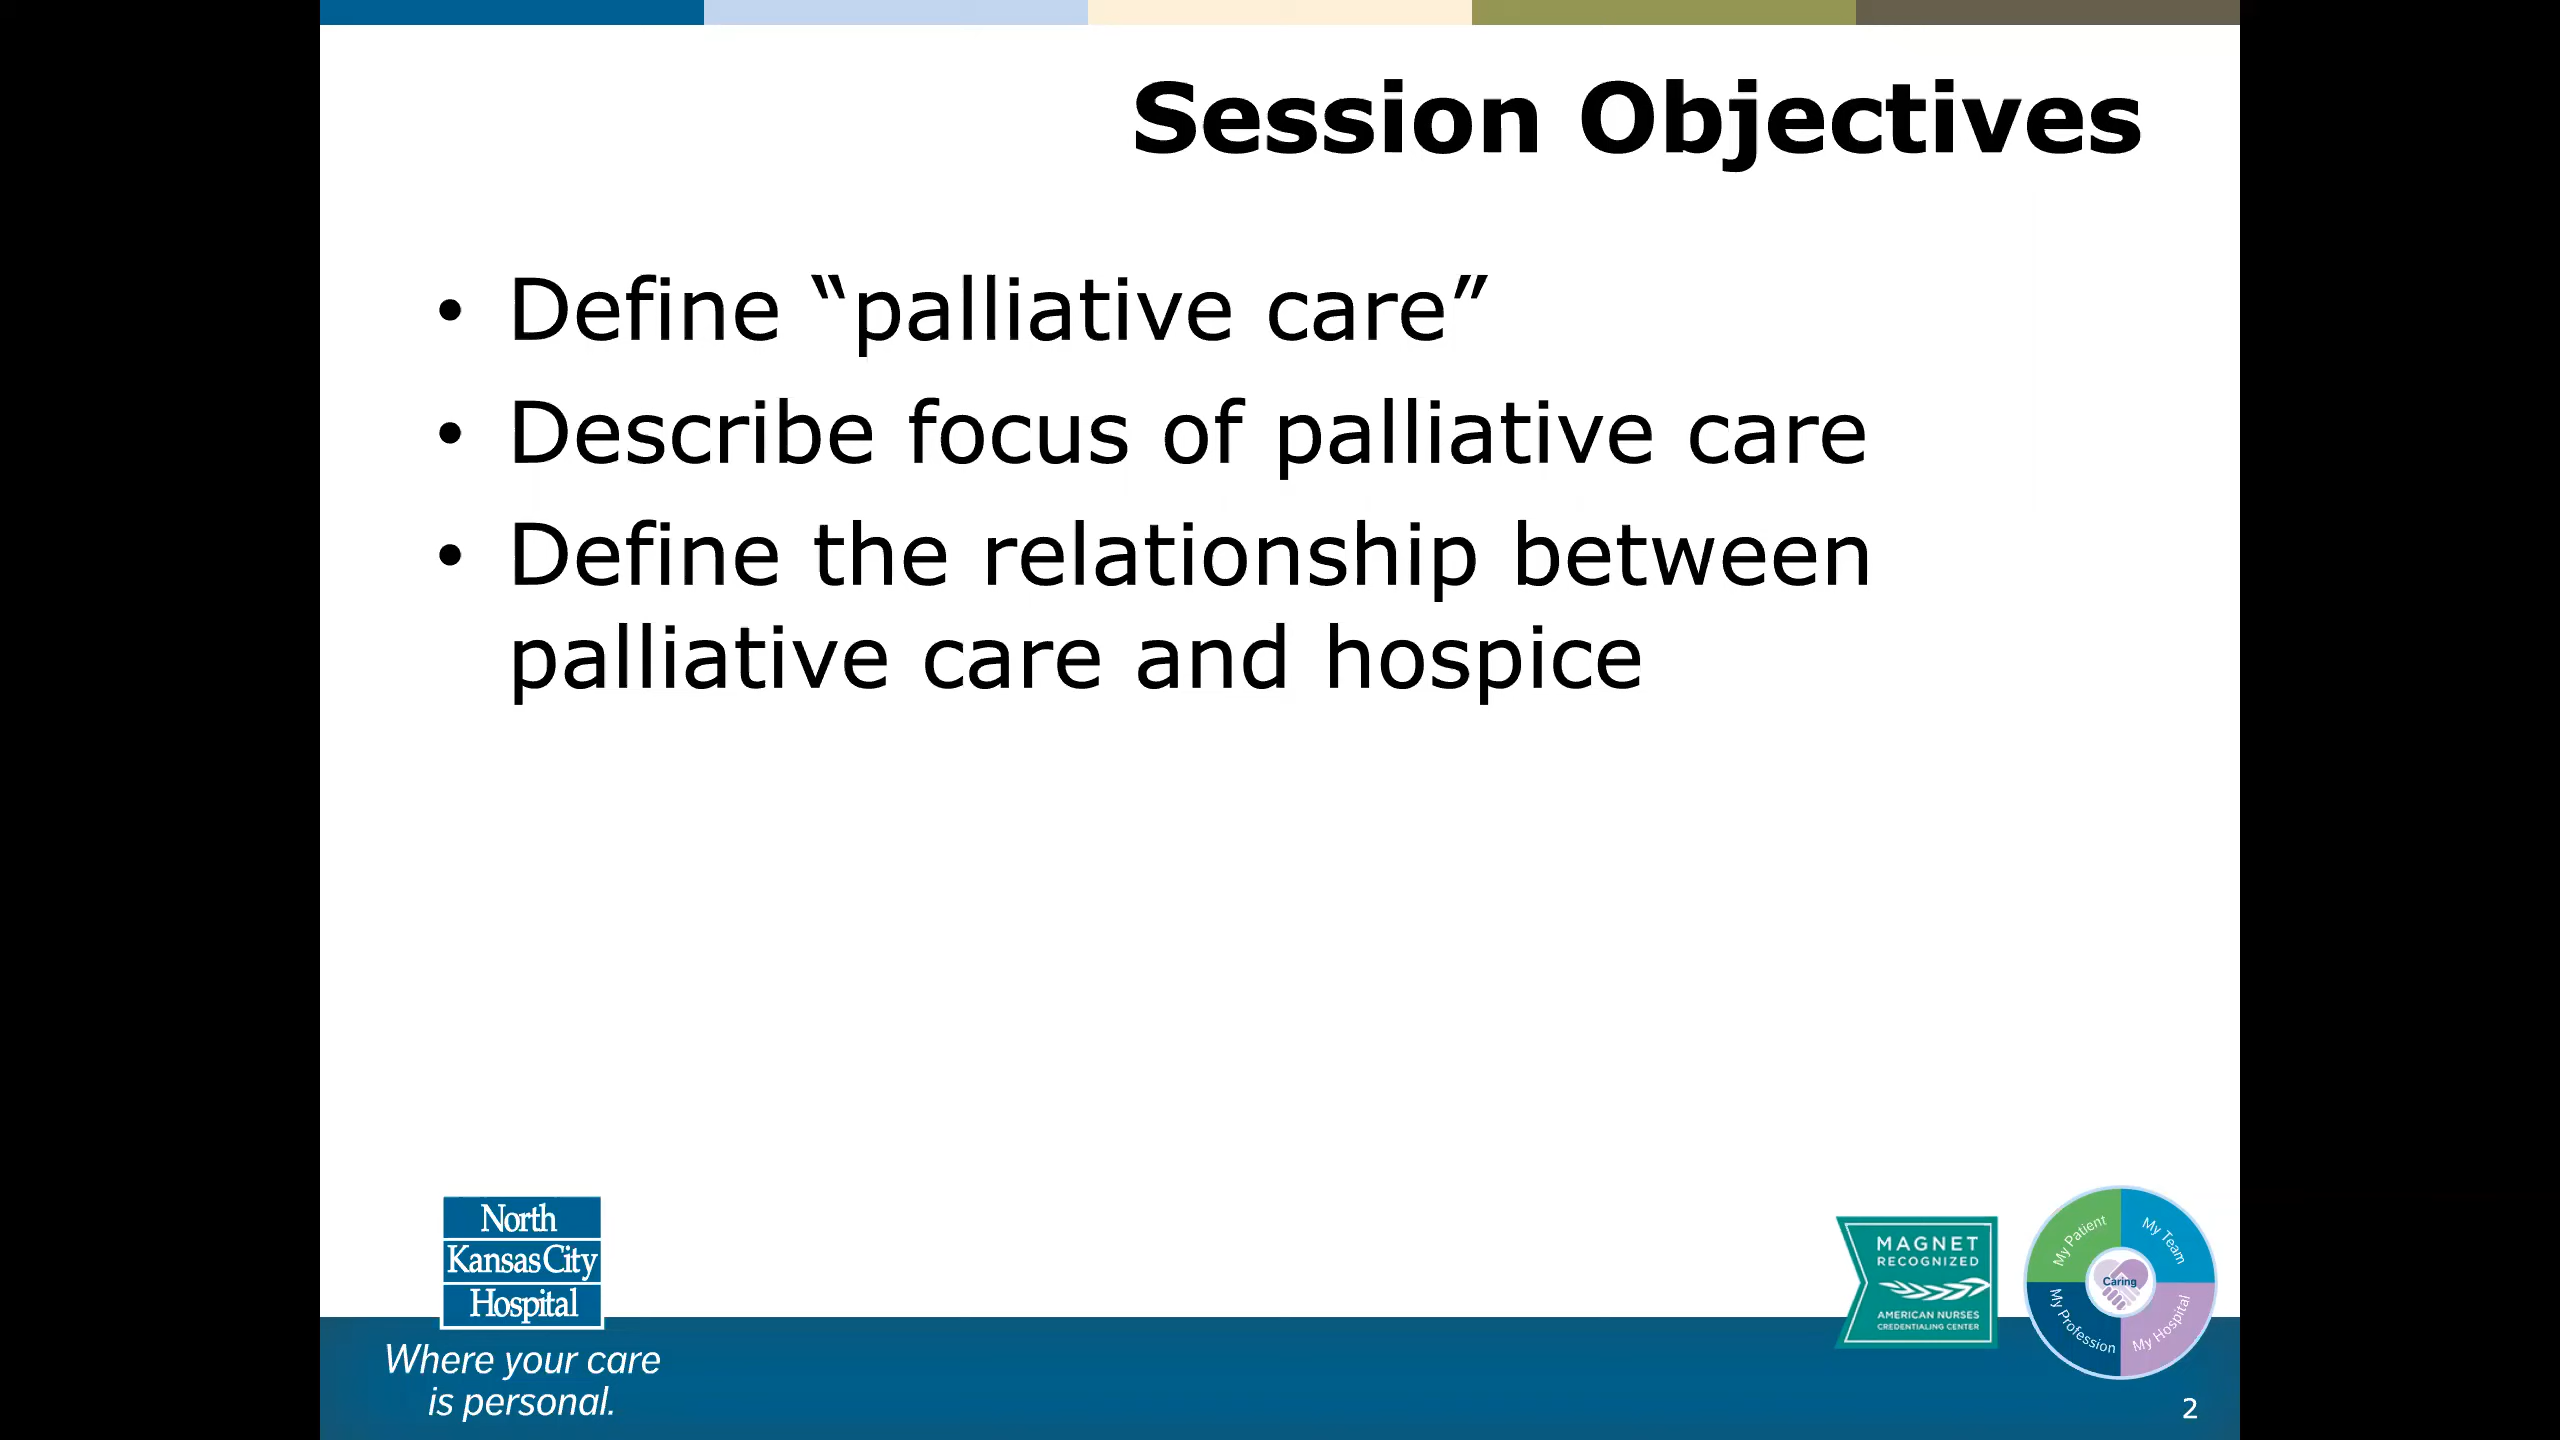 Session Objectives
• Define “palliative care”
• Describe focus of palliative care
• Define the relationship between
palliative care and hospice
North
Kansas City
Hospital
Where your care
is personal.
MAGNET
RECOGNIZED
AMERICAN NURSES
CREDENTIALING CENTER
My Patient
My Team
Caring
My Profession
My Hospital
2